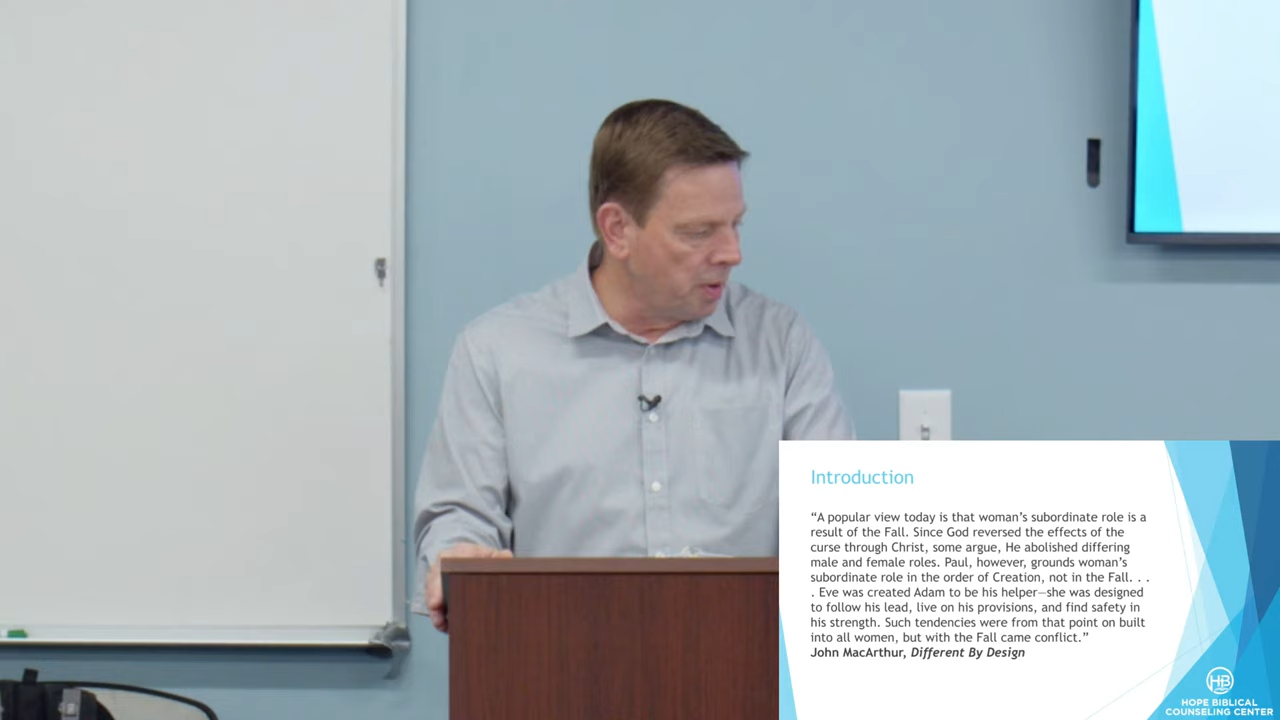 Introduction
“A popular view today is that woman’s subordinate role is a
result of the Fall. Since God reversed the effects of the
curse through Christ, some argue, He abolished differing
male and female roles. Paul, however, grounds woman’s
subordinate role in the order of Creation, not in the Fall. . .
. Eve was created Adam to be his helper—she was designed
to follow his lead, live on his provisions, and find safety in
his strength. Such tendencies were from that point on built
into all women, but with the Fall came conflict.”
John MacArthur, Different By Design
HB
HOPE BIBLICAL
COUNSELING CENTER